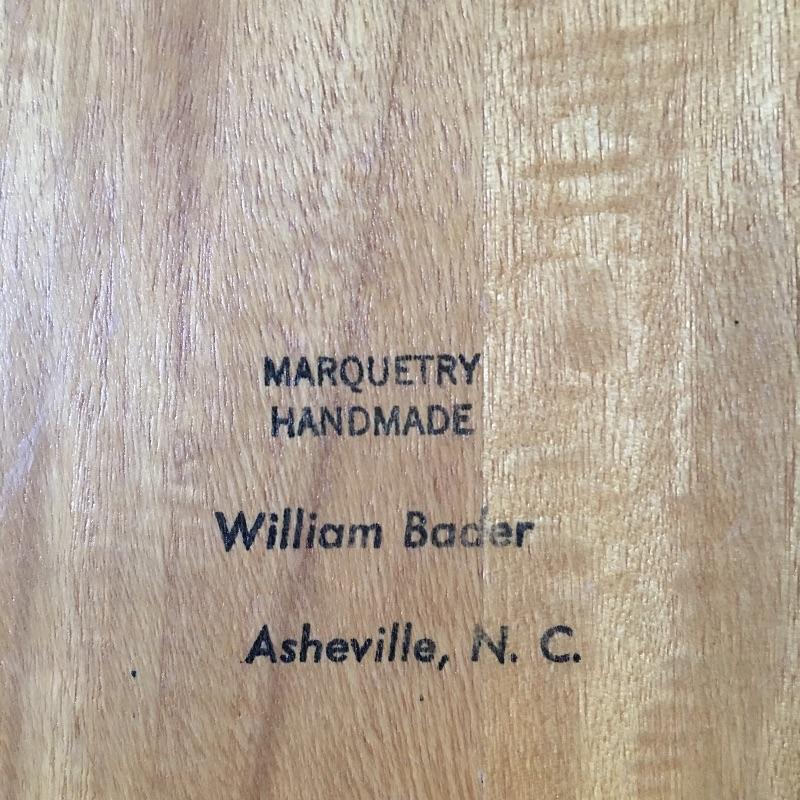 MARQUETRY
HANDMADE
William Bader
Asheville, N. C.